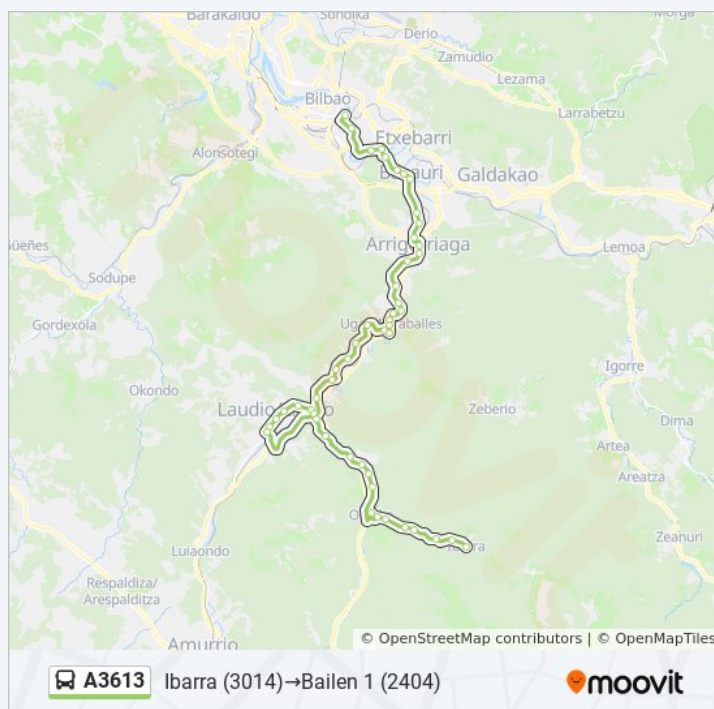 Barakaldo
Sondika
Morga
Derio
Zamudio
Lezama
Bilbao
Larrabetzu
Etxebarri
Alonsotegi
Galdakao
Güeñes
Lemoa
Sodupe
Gordexola
Igorre
Okondo
Zeberio
Dima
Artea
Areatza
Zeanuri
Luiaondo
Respaldiza/
Arespalditza
Amurrio
© OpenStreetMap contributors | © OpenMapTiles
A3613 Ibarra (3014)→Bailen 1 (2404)
moovit